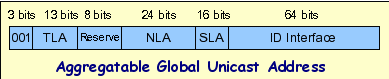 3 bits 13 bits 8 bits 24 bits 16 bits 64 bits
001 TLA Reserve NLA SLA ID Interface
Aggregatable Global Unicast Address